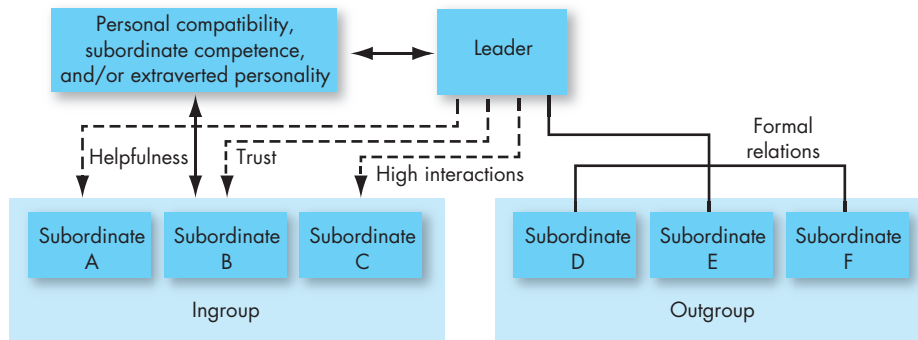 Personal compatibility,
subordinate competence,
and/or extraverted personality
Leader
Helpfulness
Trust
High interactions
Formal
relations
Subordinate
A
Subordinate
B
Subordinate
C
Ingroup
Subordinate
D
Subordinate
E
Subordinate
F
Outgroup